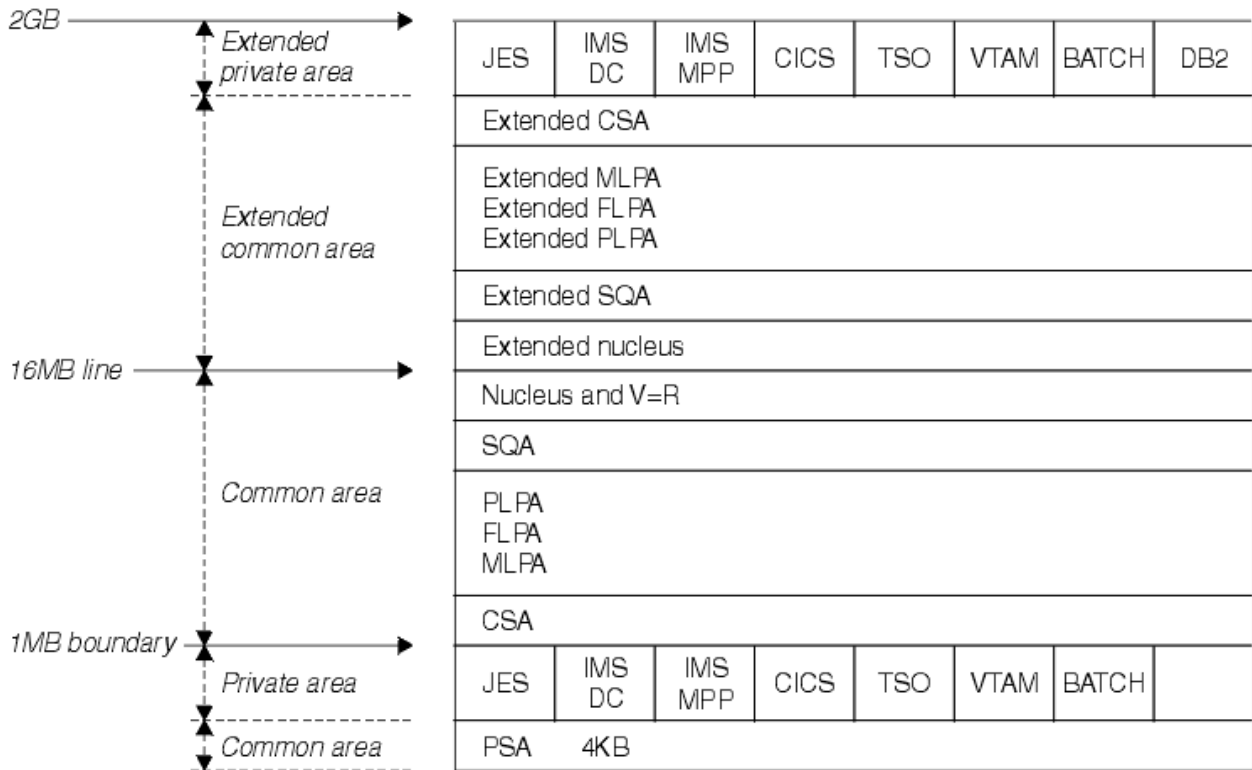 2GB
Extended
private area
JES
IMS
DC
IMS
MPP
CICS
TSO
VTAM
BATCH
DB2
Extended CSA
Extended
common area
Extended MLPA
Extended FLPA
Extended PLPA
Extended SQA
Extended nucleus
16MB line
Nucleus and V=R
SQA
Common area
PLPA
FLPA
MLPA
CSA
1MB boundary
Private area
JES
IMS
DC
IMS
MPP
CICS
TSO
VTAM
BATCH
Common area
PSA 4KB